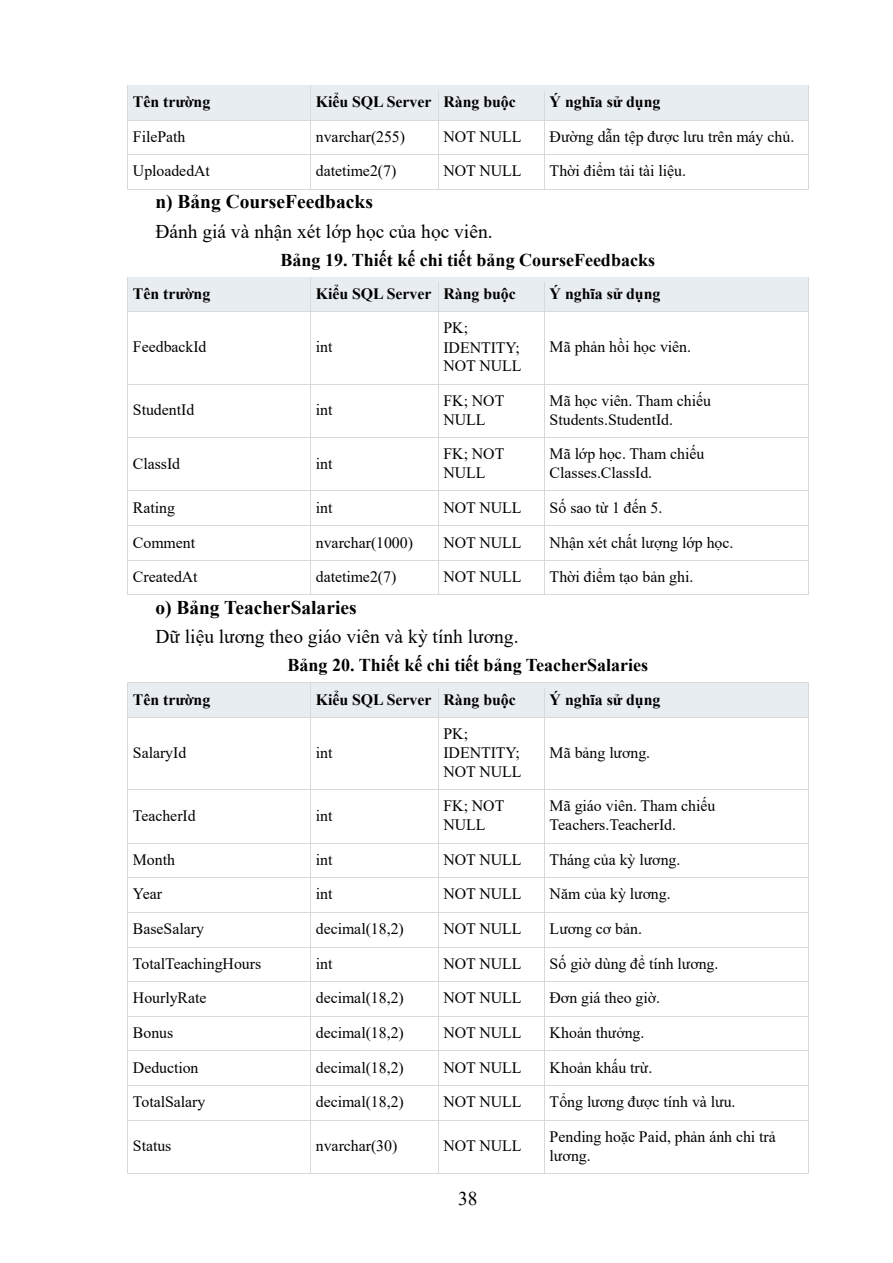 Tên trường Kiểu SQL Server Ràng buộc Ý nghĩa sử dụng
FilePath nvarchar(255) NOT NULL Đường dẫn tệp được lưu trên máy chủ.
UploadedAt datetime2(7) NOT NULL Thời điểm tải tài liệu.
n) Bảng CourseFeedbacks
Đánh giá và nhận xét lớp học của học viên.
Bảng 19. Thiết kế chi tiết bảng CourseFeedbacks
Tên trường Kiểu SQL Server Ràng buộc Ý nghĩa sử dụng
FeedbackId int PK; IDENTITY; NOT NULL Mã phản hồi học viên.
StudentId int FK; NOT NULL Mã học viên. Tham chiếu Students.StudentId.
ClassId int FK; NOT NULL Mã lớp học. Tham chiếu Classes.ClassId.
Rating int NOT NULL Số sao từ 1 đến 5.
Comment nvarchar(1000) NOT NULL Nhận xét chất lượng lớp học.
CreatedAt datetime2(7) NOT NULL Thời điểm tạo bản ghi.
o) Bảng TeacherSalaries
Dữ liệu lương theo giáo viên và kỳ tính lương.
Bảng 20. Thiết kế chi tiết bảng TeacherSalaries
Tên trường Kiểu SQL Server Ràng buộc Ý nghĩa sử dụng
SalaryId int PK; IDENTITY; NOT NULL Mã bảng lương.
TeacherId int FK; NOT NULL Mã giáo viên. Tham chiếu Teachers.TeacherId.
Month int NOT NULL Tháng của kỳ lương.
Year int NOT NULL Năm của kỳ lương.
BaseSalary decimal(18,2) NOT NULL Lương cơ bản.
TotalTeachingHours int NOT NULL Số giờ dùng để tính lương.
HourlyRate decimal(18,2) NOT NULL Đơn giá theo giờ.
Bonus decimal(18,2) NOT NULL Khoản thưởng.
Deduction decimal(18,2) NOT NULL Khoản khấu trừ.
TotalSalary decimal(18,2) NOT NULL Tổng lương được tính và lưu.
Status nvarchar(30) NOT NULL Pending hoặc Paid, phản ánh chi trả lương.
38